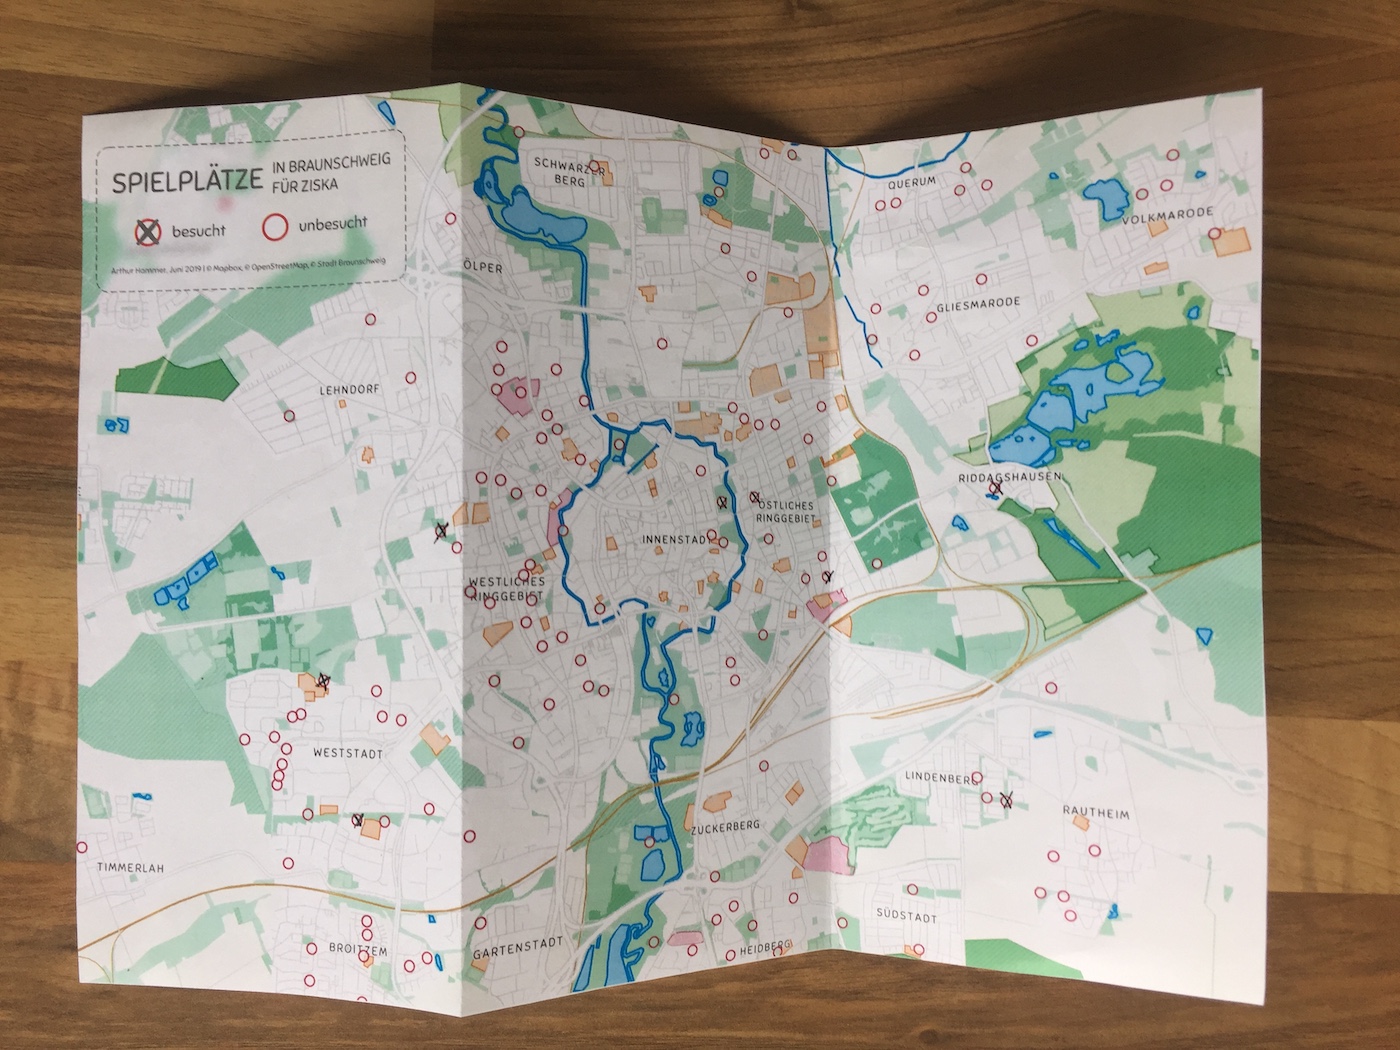 SPIELPLÄTZE IN BRAUNSCHWEIG
FÜR ZISKA
besucht
unbesucht
Arthur Hammer, Juni 2019 | © Mapbox, © OpenStreetMap, © Stadt Braunschweig
SCHWARZER
BERG
QUERUM
VOLKMARODE
ÖLPER
GLIESMARODE
LEHNDORF
RIDDAGSHAUSEN
ÖSTLICHES
RINGGEBIET
INNENSTADT
WESTLICHES
RINGGEBIET
WESTSTADT
LINDENBERG
RAUTHEIM
ZUCKERBERG
TIMMERLAH
SÜDSTADT
BROITZEM
GARTENSTADT
HEIDBERG